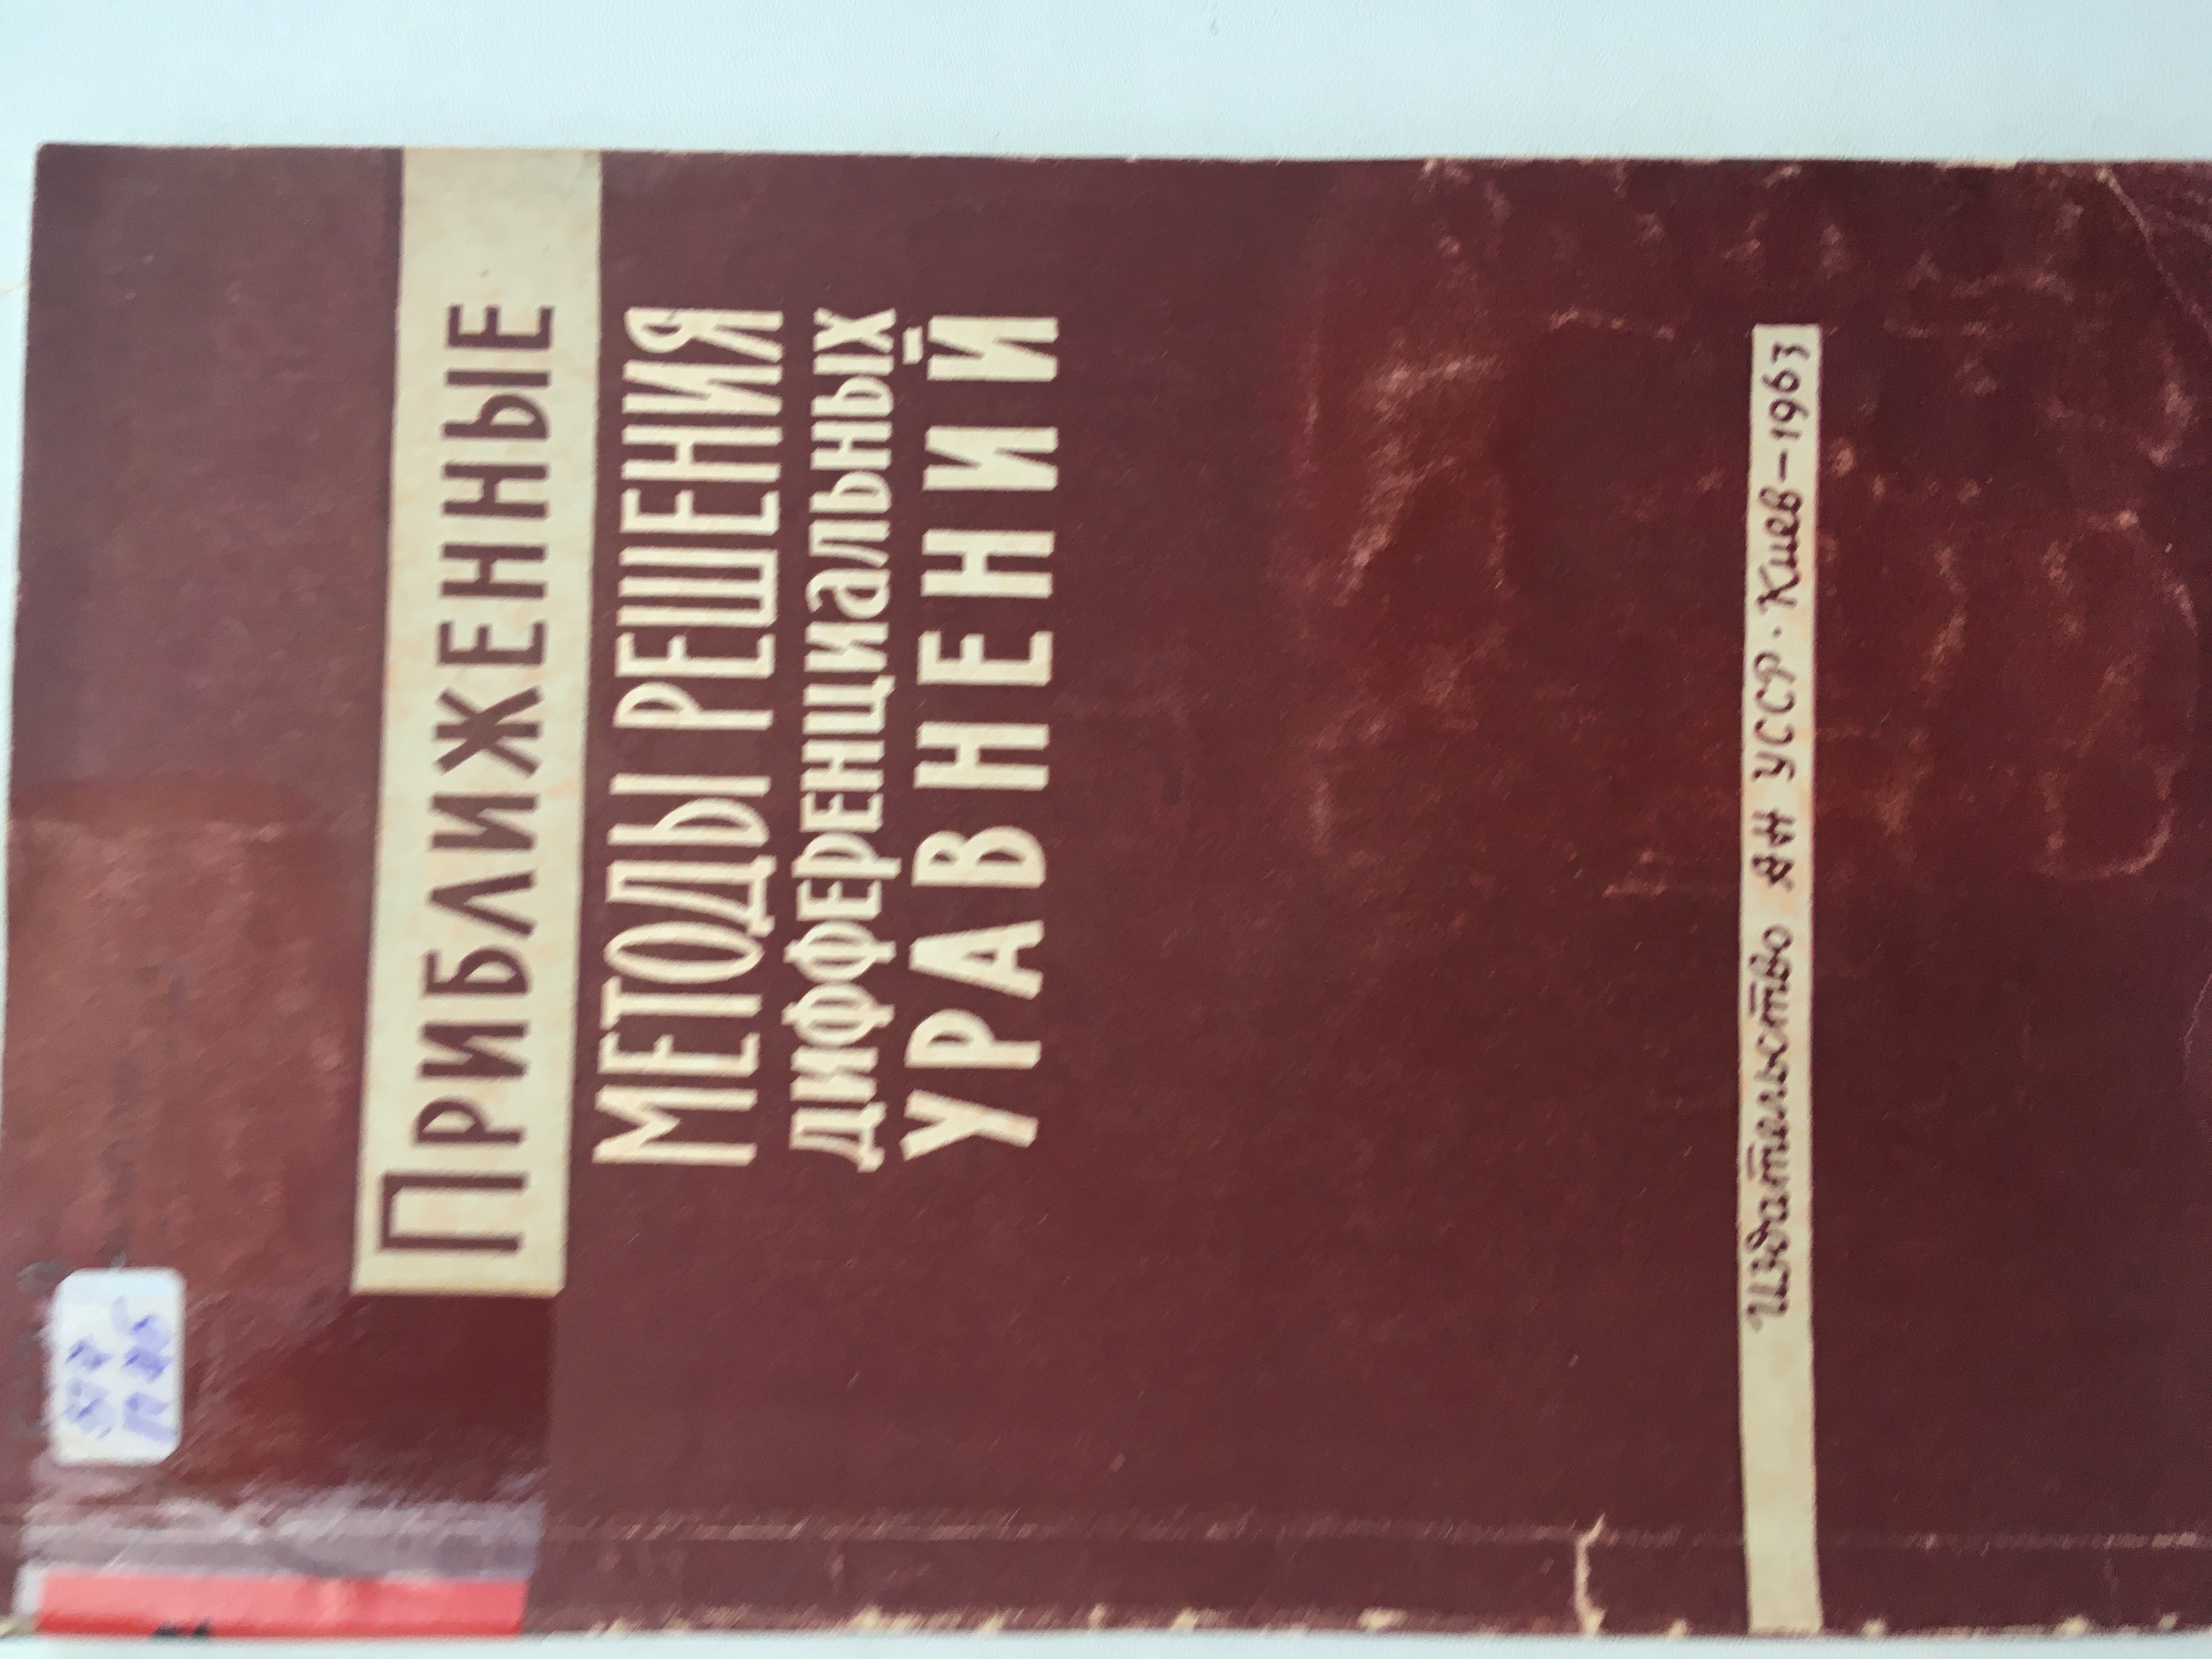 ПРИБЛИЖЕННЫЕ
МЕТОДЫ РЕШЕНИЯ
ДИФФЕРЕНЦИАЛЬНЫХ
УРАВНЕНИЙ
Издательство АН УССР · Киев – 1963